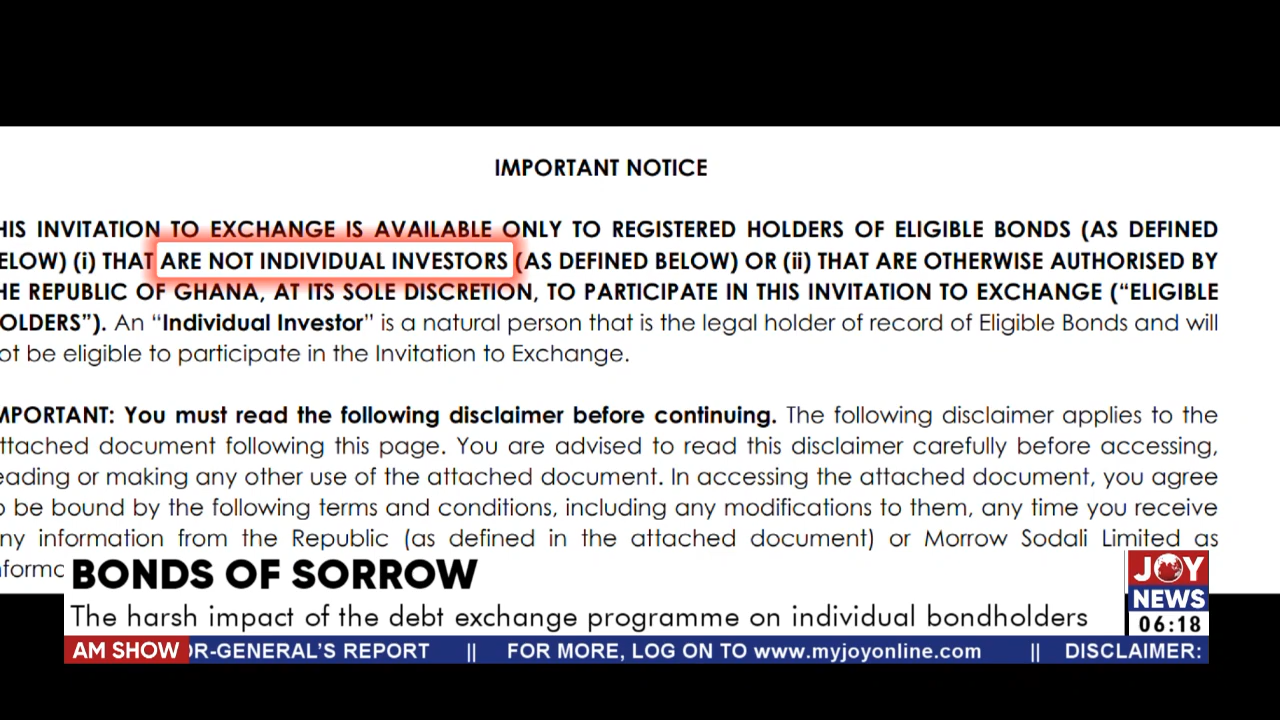 IMPORTANT NOTICE
HIS INVITATION TO EXCHANGE IS AVAILABLE ONLY TO REGISTERED HOLDERS OF ELIGIBLE BONDS (AS DEFINED
ELOW) (i) THAT ARE NOT INDIVIDUAL INVESTORS (AS DEFINED BELOW) OR (ii) THAT ARE OTHERWISE AUTHORISED BY
HE REPUBLIC OF GHANA, AT ITS SOLE DISCRETION, TO PARTICIPATE IN THIS INVITATION TO EXCHANGE (“ELIGIBLE
OLDERS”). An “Individual Investor” is a natural person that is the legal holder of record of Eligible Bonds and will
ot be eligible to participate in the Invitation to Exchange.
MPORTANT: You must read the following disclaimer before continuing. The following disclaimer applies to the
ttached document following this page. You are advised to read this disclaimer carefully before accessing,
eading or making any other use of the attached document. In accessing the attached document, you agree
o be bound by the following terms and conditions, including any modifications to them, any time you receive
ny information from the Republic (as defined in the attached document) or Morrow Sodali Limited as
nformc
BONDS OF SORROW
The harsh impact of the debt exchange programme on individual bondholders
JOY
NEWS
06:18
AM SHOW OR-GENERAL’S REPORT || FOR MORE, LOG ON TO www.myjoyonline.com || DISCLAIMER: